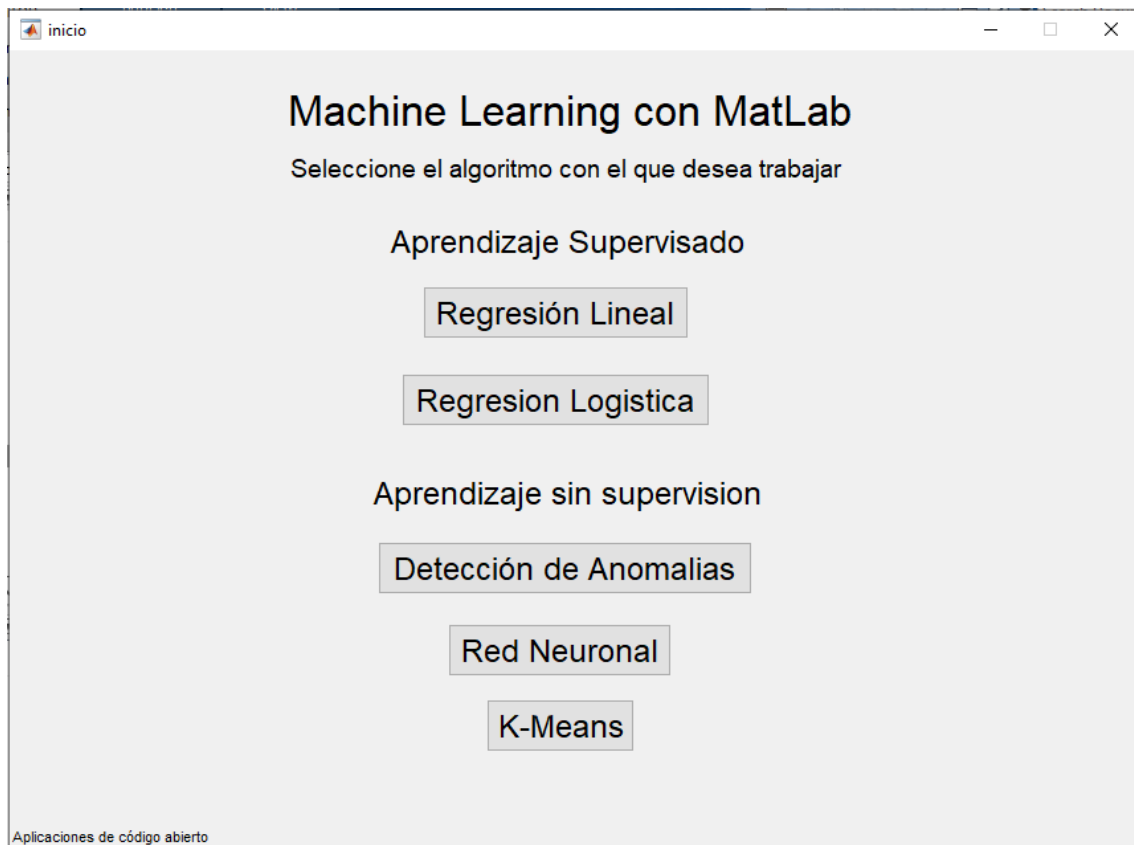 inicio
Machine Learning con MatLab
Seleccione el algoritmo con el que desea trabajar
Aprendizaje Supervisado
Regresión Lineal
Regresion Logistica
Aprendizaje sin supervision
Detección de Anomalias
Red Neuronal
K-Means
Aplicaciones de código abierto